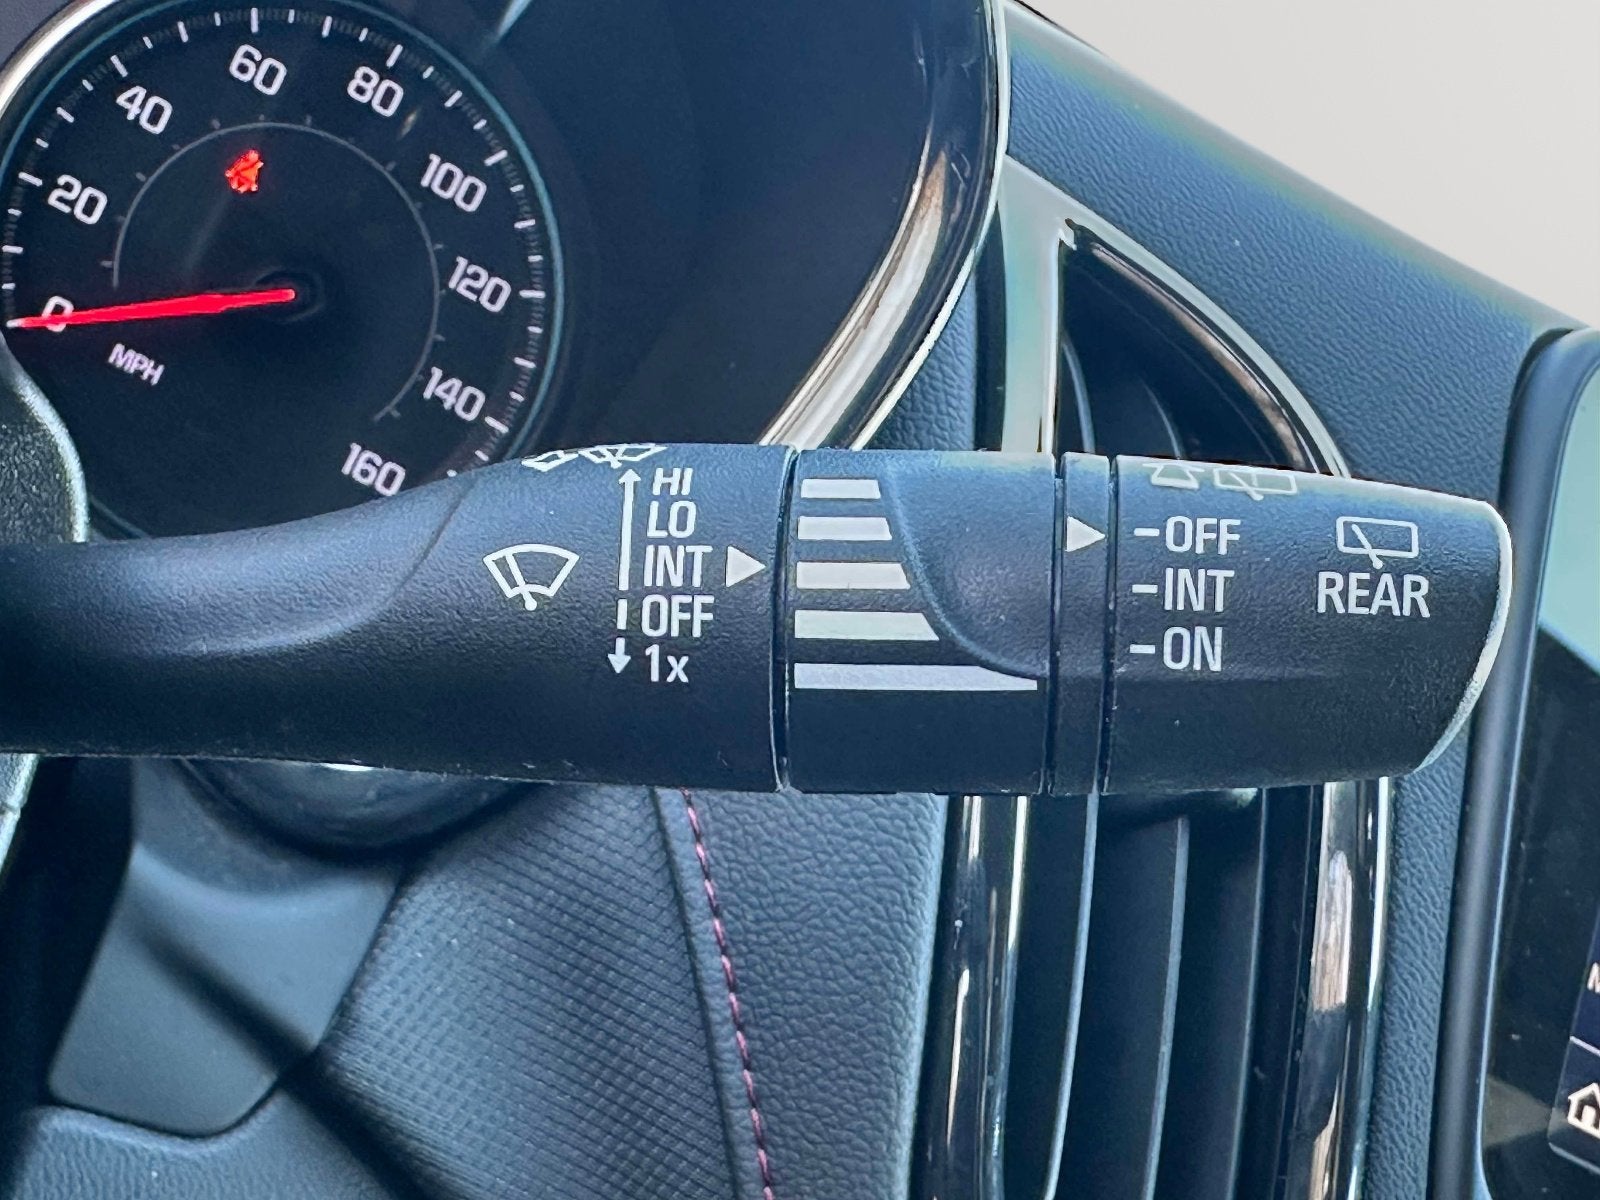 60
80
40
100
20
120
0
MPH
140
160
HI
LO
INT
OFF
1x
-OFF
-INT
-ON
REAR